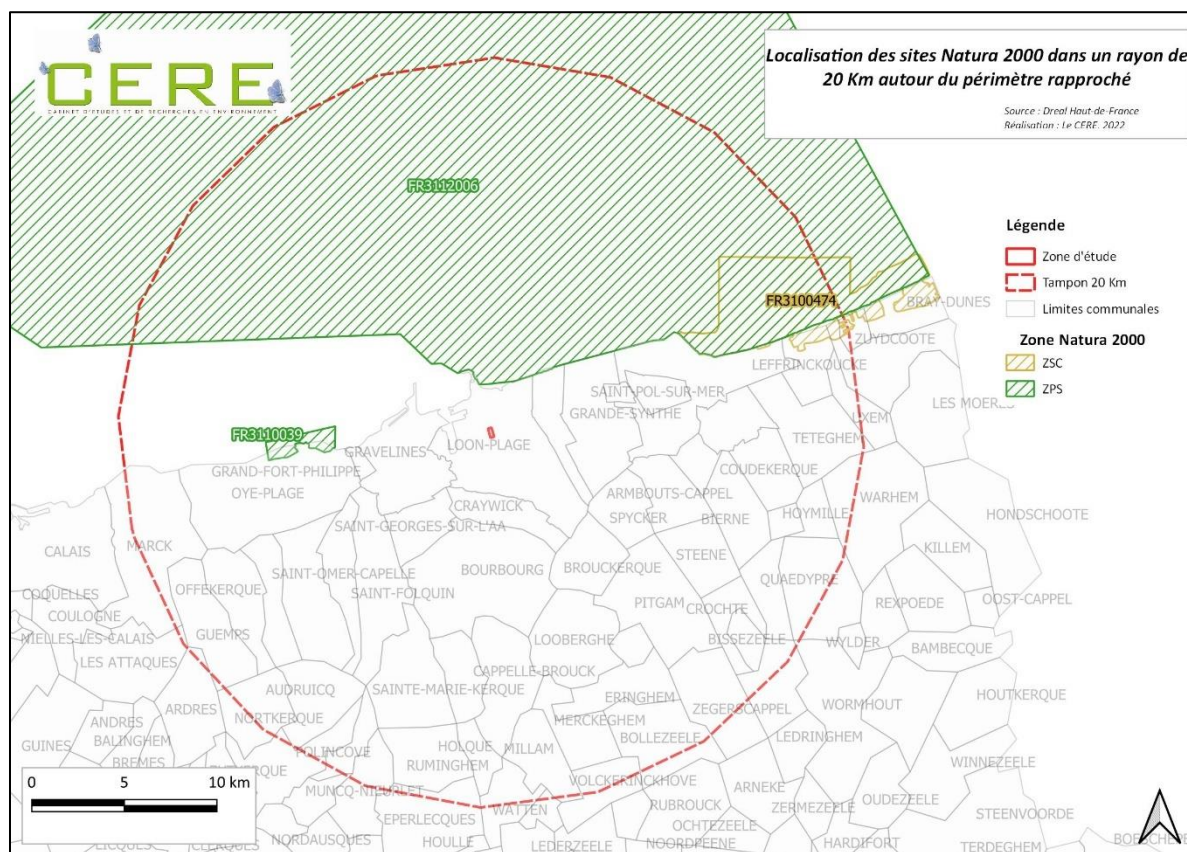 CERE
CABINET D'ÉTUDES ET DE RECHERCHES EN ENVIRONNEMENT
Localisation des sites Natura 2000 dans un rayon de
20 Km autour du périmètre rapproché
Source : Dreal Haut-de-France
Réalisation : Le CERE, 2022
FR3112006
Légende
Zone d'étude
Tampon 20 Km
Limites communales
Zone Natura 2000
ZSC
ZPS
FR3100474
BRAY-DUNES
ZUYDCOOTE
LEFFRINCKOUCKE
SAINT-POL-SUR-MER
GRANDE-SYNTHE
LES MOERES
UXEM
TETEGHEM
FR3110039
GRAVELINES
LOON-PLAGE
GRAND-FORT-PHILIPPE
OYE-PLAGE
COUDEKERQUE
ARMBOUTS-CAPPEL
WARHEM
CRAYWICK
SPYCKER
BIERNE
HOYMILLE
HONDSCHOOTE
SAINT-GEORGES-SUR-L'AA
CALAIS
MARCK
STEENE
KILLEM
SAINT-OMER-CAPELLE
BOURBOURG
BROUCKERQUE
QUAEDYPRE
COQUELLES
OFFEKERQUE
SAINT-FOLQUIN
PITGAM
CROCHTE
REXPOEDE
OOST-CAPPEL
COULOGNE
NIELLES-LES-CALAIS
GUEMPS
LOOBERGHE
BISSEZEELE
WYLDER
BAMBECQUE
LES ATTAQUES
CAPPELLE-BROUCK
AUDRUICQ
SAINTE-MARIE-KERQUE
ERINGHEM
HOUTKERQUE
ARDRES
NORTKERQUE
MERCKEGHEM
ZEGERSCAPPEL
WORMHOUT
ANDRES
BALINGHEM
GUINES
BREMES
POLINCOVE
HOLQUE
MILLAM
BOLLEZEELE
LEDRINGHEM
RUMINGHEM
WINNEZEELE
VOLCKERINCKHOVE
ARNEKE
MUNCQ-NIEURLET
WATTEN
RUBROUCK
ZERMEZEELE
OUDEZEELE
EPERLECQUES
OCHTEZEELE
STEENVOORDE
NORDAUSQUES
HOULLE
LEDERZEELE
NOORDPEENE
HARDIFORT
TERDEGHEM
0 5 10 km